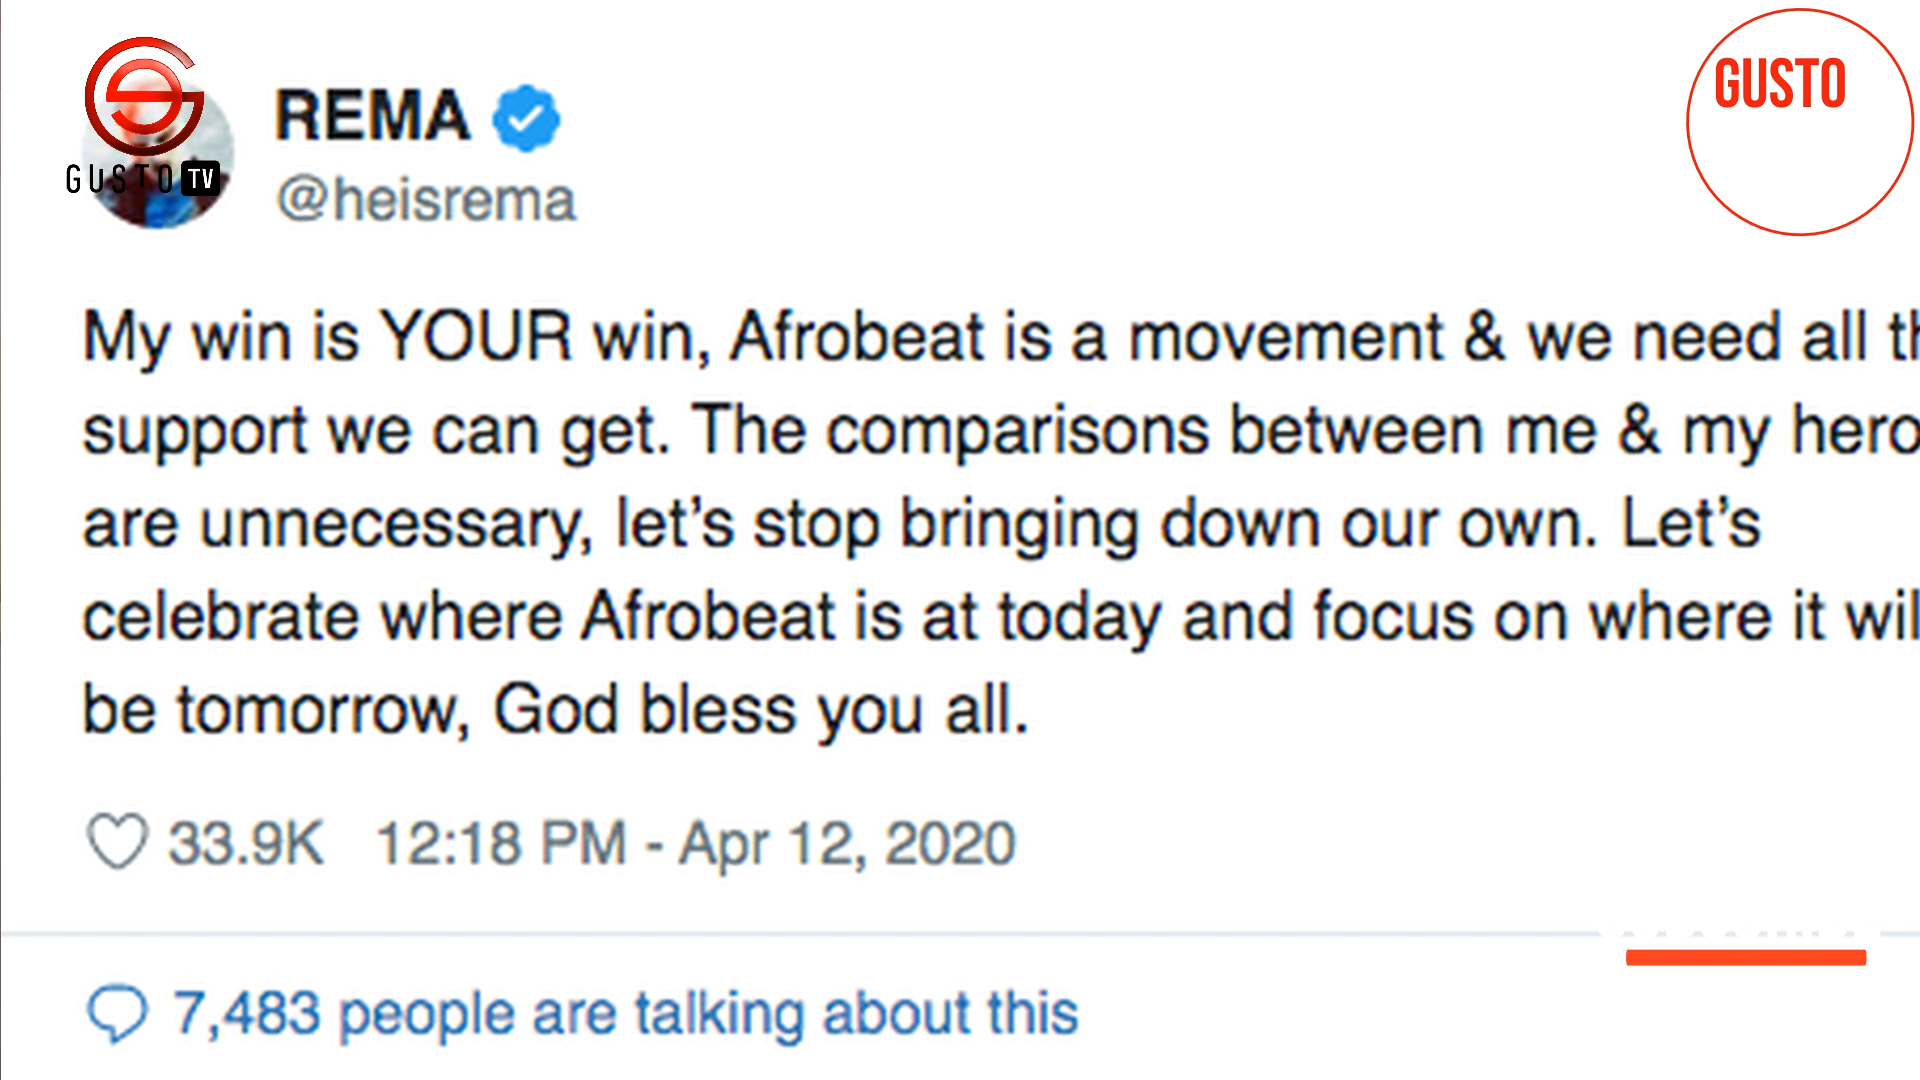 GUSTO TV
GUSTO
REMA
@heisrema
My win is YOUR win, Afrobeat is a movement & we need all th
support we can get. The comparisons between me & my hero
are unnecessary, let’s stop bringing down our own. Let’s
celebrate where Afrobeat is at today and focus on where it wil
be tomorrow, God bless you all.
33.9K 12:18 PM - Apr 12, 2020
7,483 people are talking about this